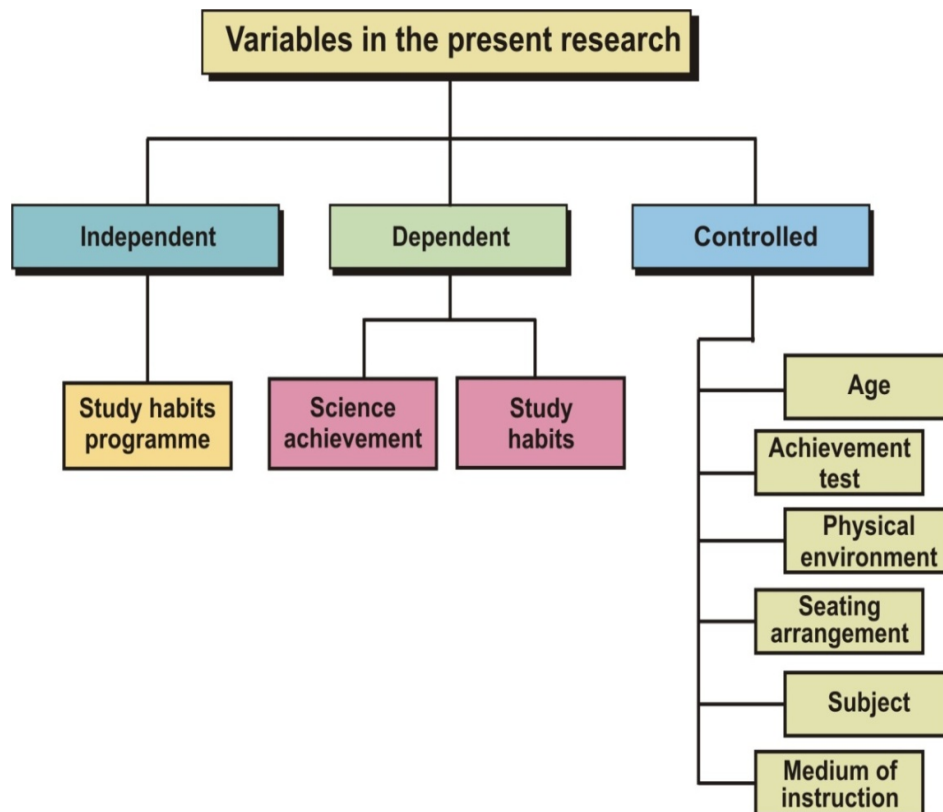 Variables in the present research
Independent
Dependent
Controlled
Study habits
programme
Science
achievement
Study
habits
Age
Achievement
test
Physical
environment
Seating
arrangement
Subject
Medium of
instruction